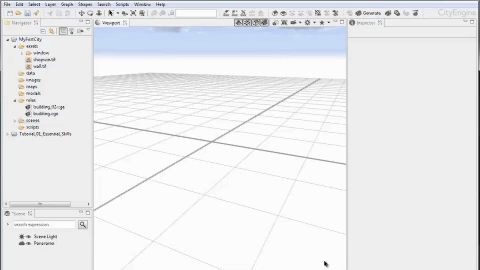 File Edit Select Layer Graph Shapes Search Scripts Window Help
CityEngine
Generate
Navigator
Viewport
Inspector
MyFirstCity
assets
window
shopwin.tif
wall.tif
data
images
maps
models
rules
building_02.cga
building.cga
scenes
scripts
Tutorial_01_Essential_Skills
Scene
search expression
Scene Light
Panorama